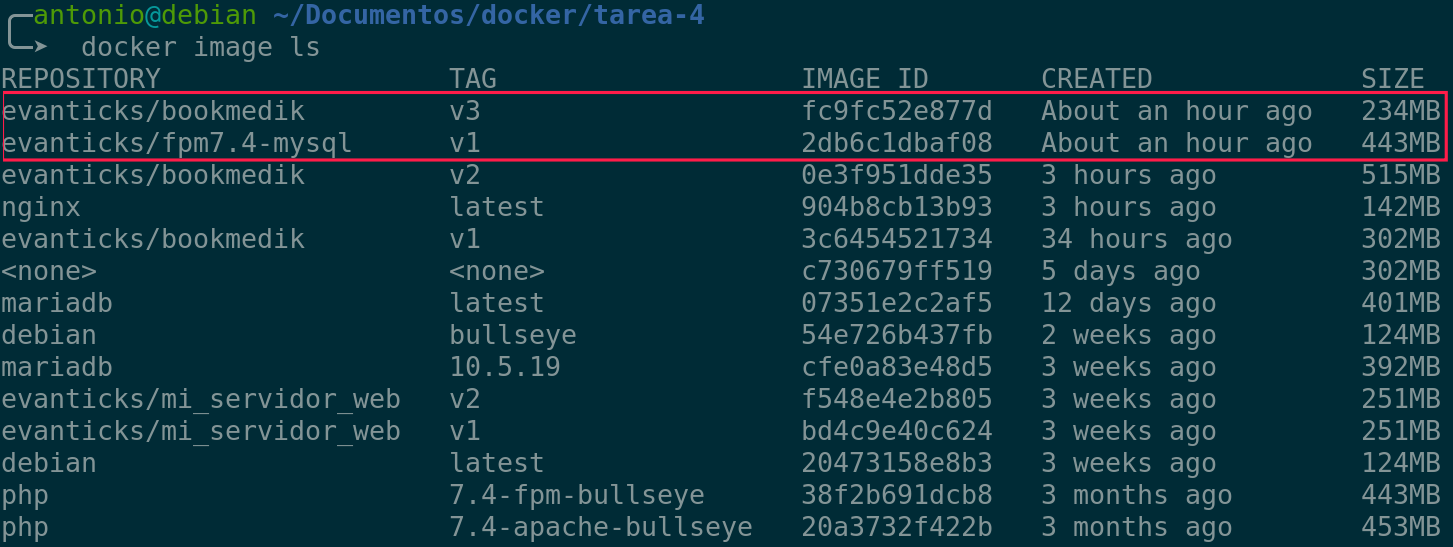 antonio@debian ~/Documentos/docker/tarea-4
➤ docker image ls
REPOSITORY TAG IMAGE ID CREATED SIZE
evanticks/bookmedik v3 fc9fc52e877d About an hour ago 234MB
evanticks/fpm7.4-mysql v1 2db6c1dbaf08 About an hour ago 443MB
evanticks/bookmedik v2 0e3f951dde35 3 hours ago 515MB
nginx latest 904b8cb13b93 3 hours ago 142MB
evanticks/bookmedik v1 3c6454521734 34 hours ago 302MB
<none> <none> c730679ff519 5 days ago 302MB
mariadb latest 07351e2c2af5 12 days ago 401MB
debian bullseye 54e726b437fb 2 weeks ago 124MB
mariadb 10.5.19 cfe0a83e48d5 3 weeks ago 392MB
evanticks/mi_servidor_web v2 f548e4e2b805 3 weeks ago 251MB
evanticks/mi_servidor_web v1 bd4c9e40c624 3 weeks ago 251MB
debian latest 20473158e8b3 3 weeks ago 124MB
php 7.4-fpm-bullseye 38f2b691dcb8 3 months ago 443MB
php 7.4-apache-bullseye 20a3732f422b 3 months ago 453MB